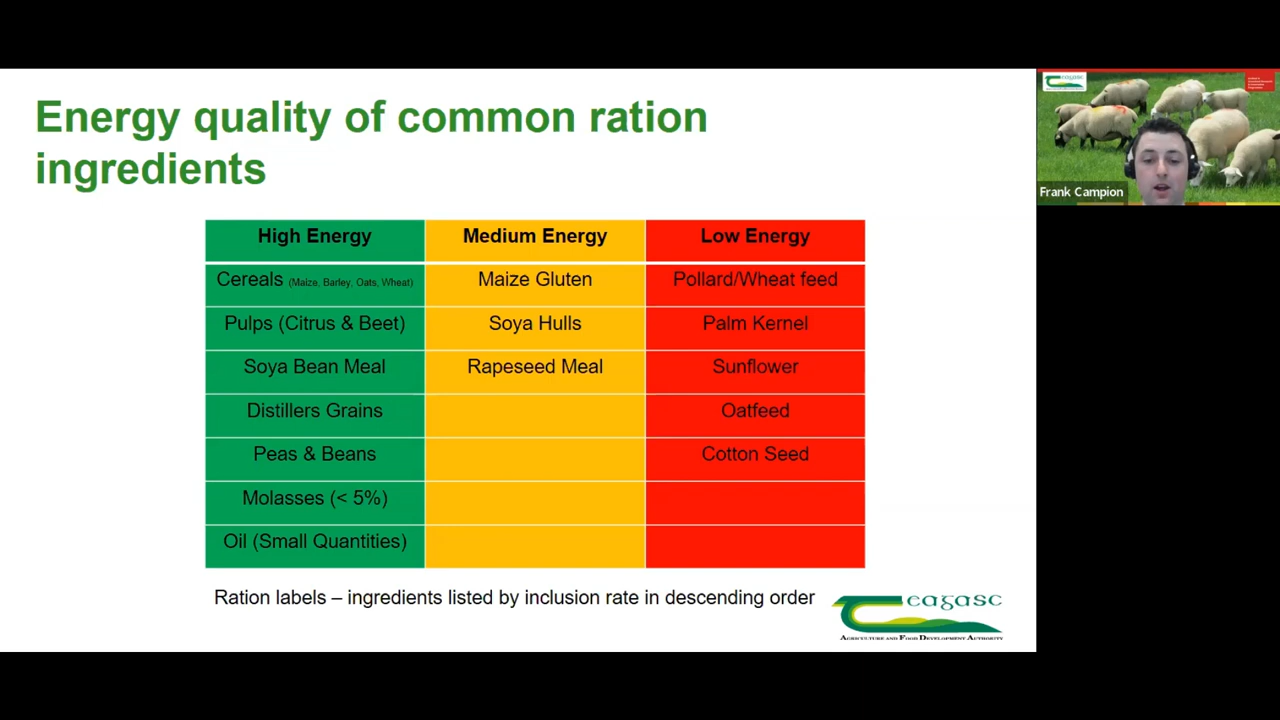 Energy quality of common ration
ingredients
High Energy
Medium Energy
Low Energy
Cereals (Maize, Barley, Oats, Wheat)
Maize Gluten
Pollard/Wheat feed
Pulps (Citrus & Beet)
Soya Hulls
Palm Kernel
Soya Bean Meal
Rapeseed Meal
Sunflower
Distillers Grains
Oatfeed
Peas & Beans
Cotton Seed
Molasses (< 5%)
Oil (Small Quantities)
Ration labels – ingredients listed by inclusion rate in descending order
eagasc
AGRICULTURE AND FOOD DEVELOPMENT AUTHORITY
Frank Campion